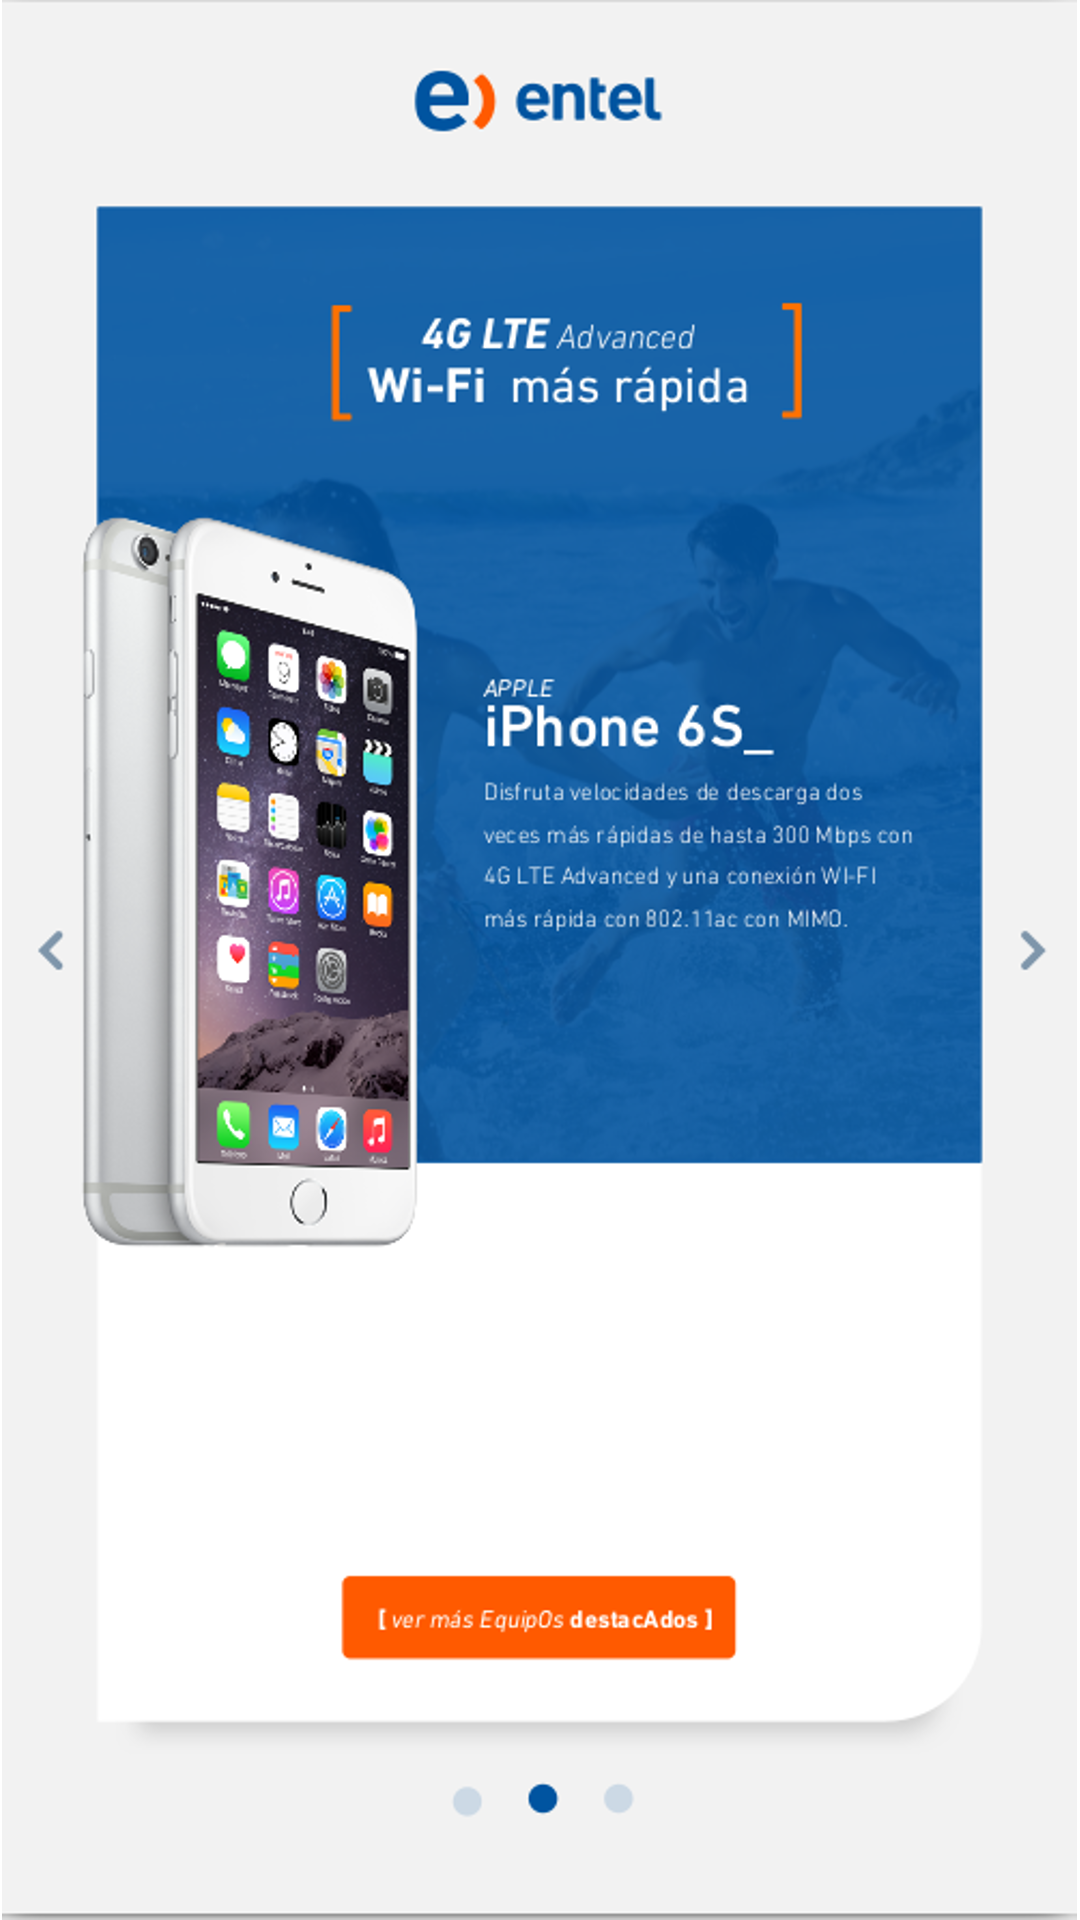 e) entel
4G LTE Advanced
Wi-Fi más rápida
APPLE
iPhone 6S_
Disfruta velocidades de descarga dos
veces más rápidas de hasta 300 Mbps con
4G LTE Advanced y una conexión WI-FI
más rápida con 802.11ac con MIMO.
9
[ ver más EquipOs destacAdos ]